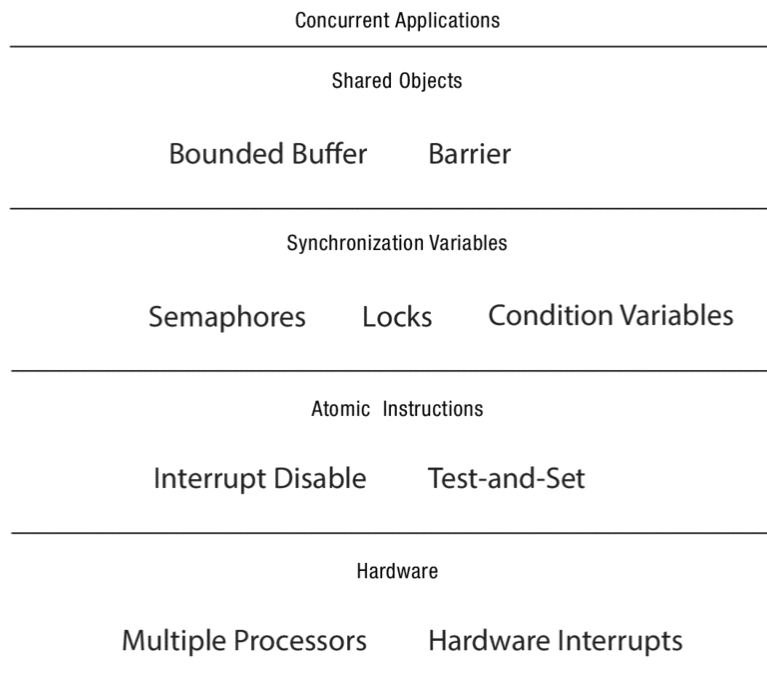 Concurrent Applications
Shared Objects
Bounded Buffer Barrier
Synchronization Variables
Semaphores Locks Condition Variables
Atomic Instructions
Interrupt Disable Test-and-Set
Hardware
Multiple Processors Hardware Interrupts